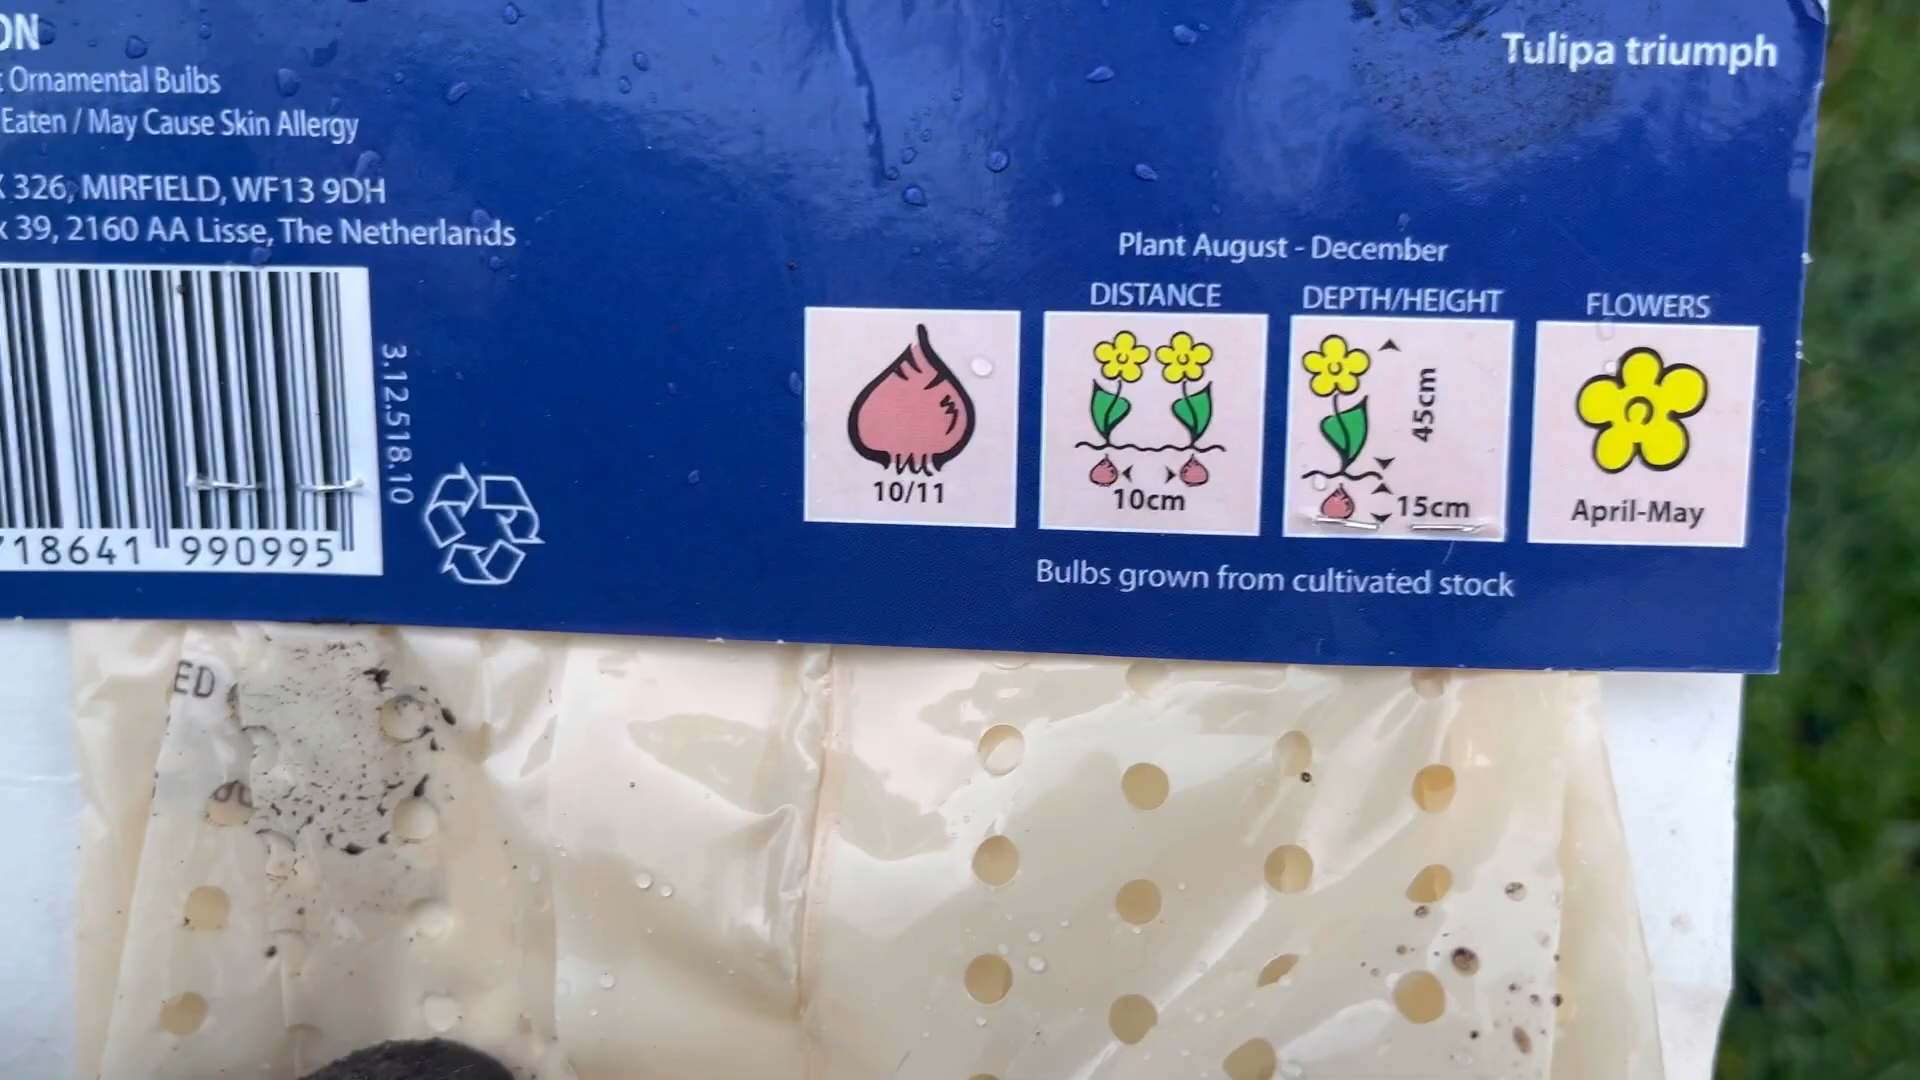 ON
Ornamental Bulbs
Eaten / May Cause Skin Allergy
326, MIRFIELD, WF13 9DH
39, 2160 AA Lisse, The Netherlands
718641 990995
3.12.518.10
Tulipa triumph
Plant August - December
DISTANCE
DEPTH/HEIGHT
FLOWERS
10/11
10cm
45cm
15cm
April-May
Bulbs grown from cultivated stock
ED